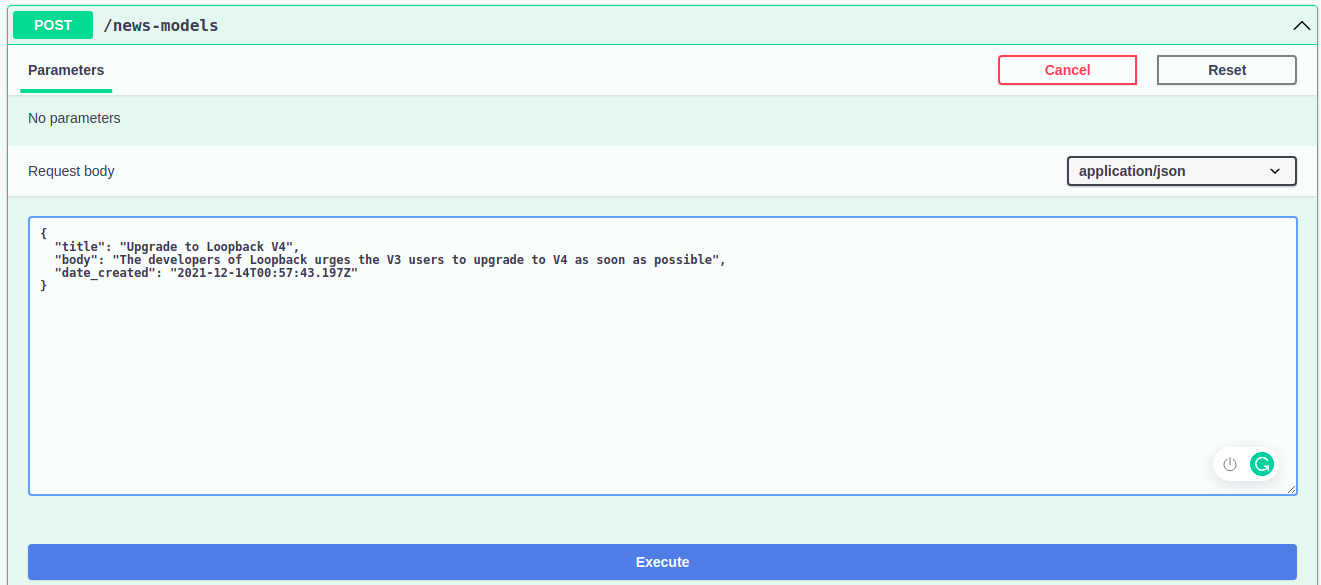 POST /news-models
Parameters Cancel Reset
No parameters
Request body application/json
{
  "title": "Upgrade to Loopback V4",
  "body": "The developers of Loopback urges the V3 users to upgrade to V4 as soon as possible",
  "date_created": "2021-12-14T00:57:43.197Z"
}
Execute